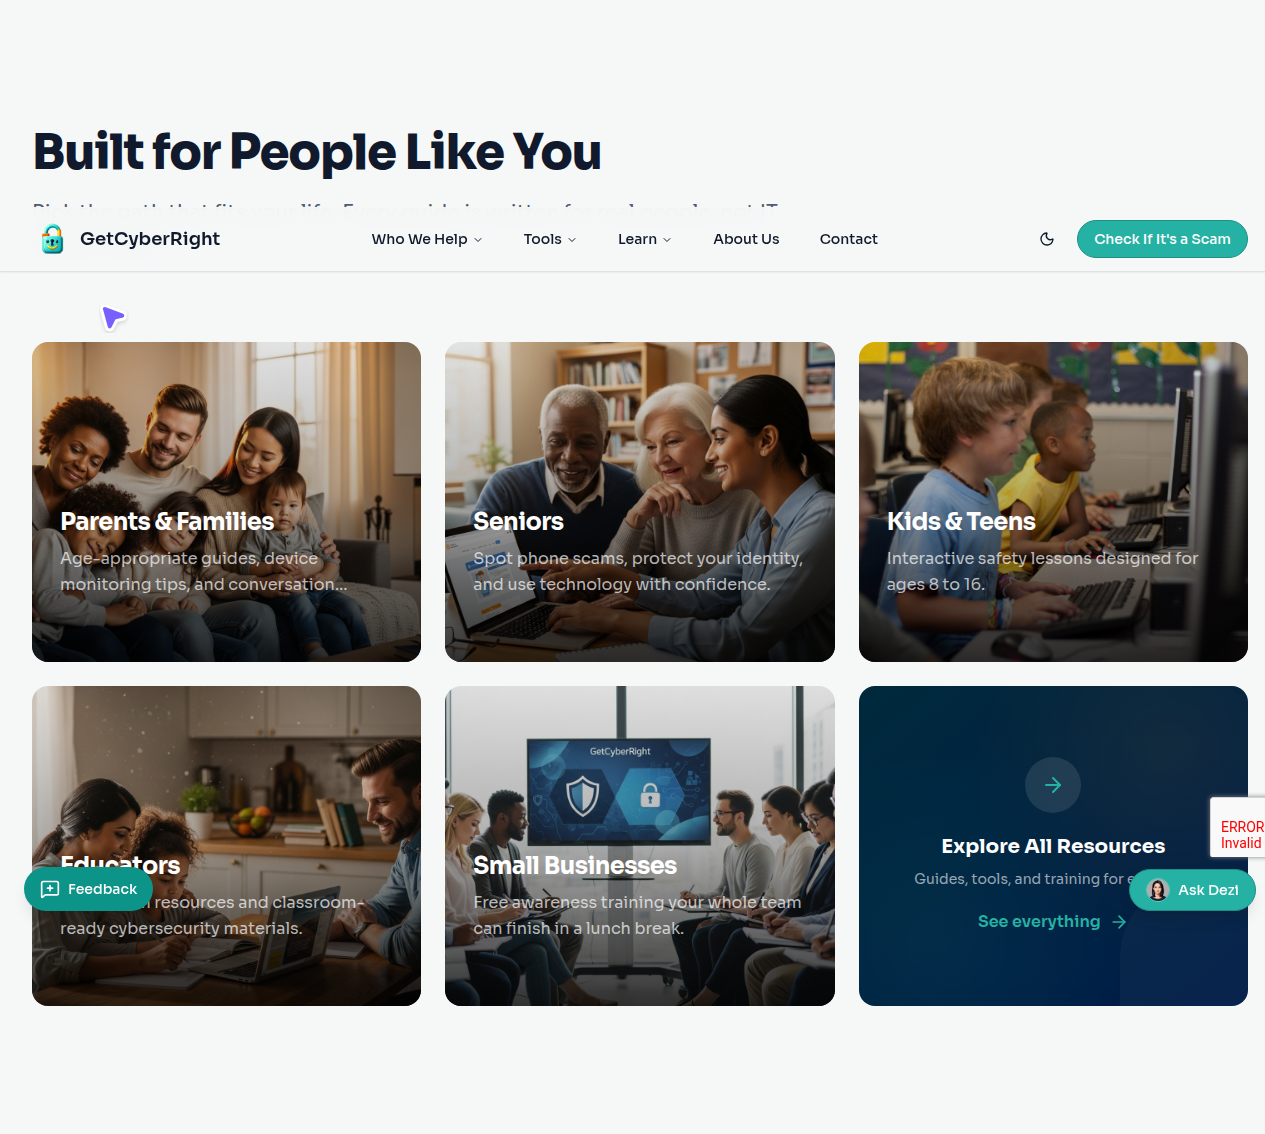 Built for People Like You
GetCyberRight
Who We Help
Tools
Learn
About Us
Contact
Check If It's a Scam
Parents & Families
Age-appropriate guides, device
monitoring tips, and conversation...
Seniors
Spot phone scams, protect your identity,
and use technology with confidence.
Kids & Teens
Interactive safety lessons designed for
ages 8 to 16.
Educators
resources and classroom-
ready cybersecurity materials.
Feedback
GetCyberRight
Small Businesses
Free awareness training your whole team
can finish in a lunch break.
Explore All Resources
Guides, tools, and training for
See everything
ERROR
Invalid
Ask Dezi